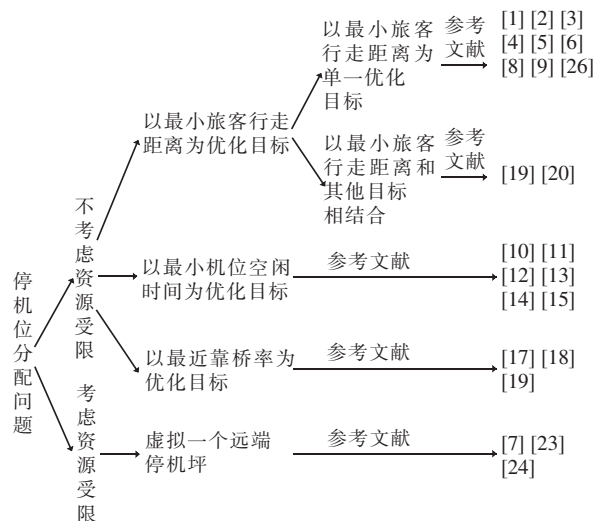 停机位分配问题
不考虑资源受限
考虑资源受限
以最小旅客行走
距离为优化目标
以最小旅客
行走距离为
单一优化
目标
参考
文献
[1] [2] [3]
[4] [5] [6]
[8] [9] [26]
以最小旅客
行走距离和
其他目标
相结合
参考
文献
[19] [20]
以最小机位空闲
时间为优化目标
参考文献
[10] [11]
[12] [13]
[14] [15]
以最近靠桥率为
优化目标
参考文献
[17] [18]
[19]
虚拟一个远端
停机坪
参考文献
[7] [23]
[24]